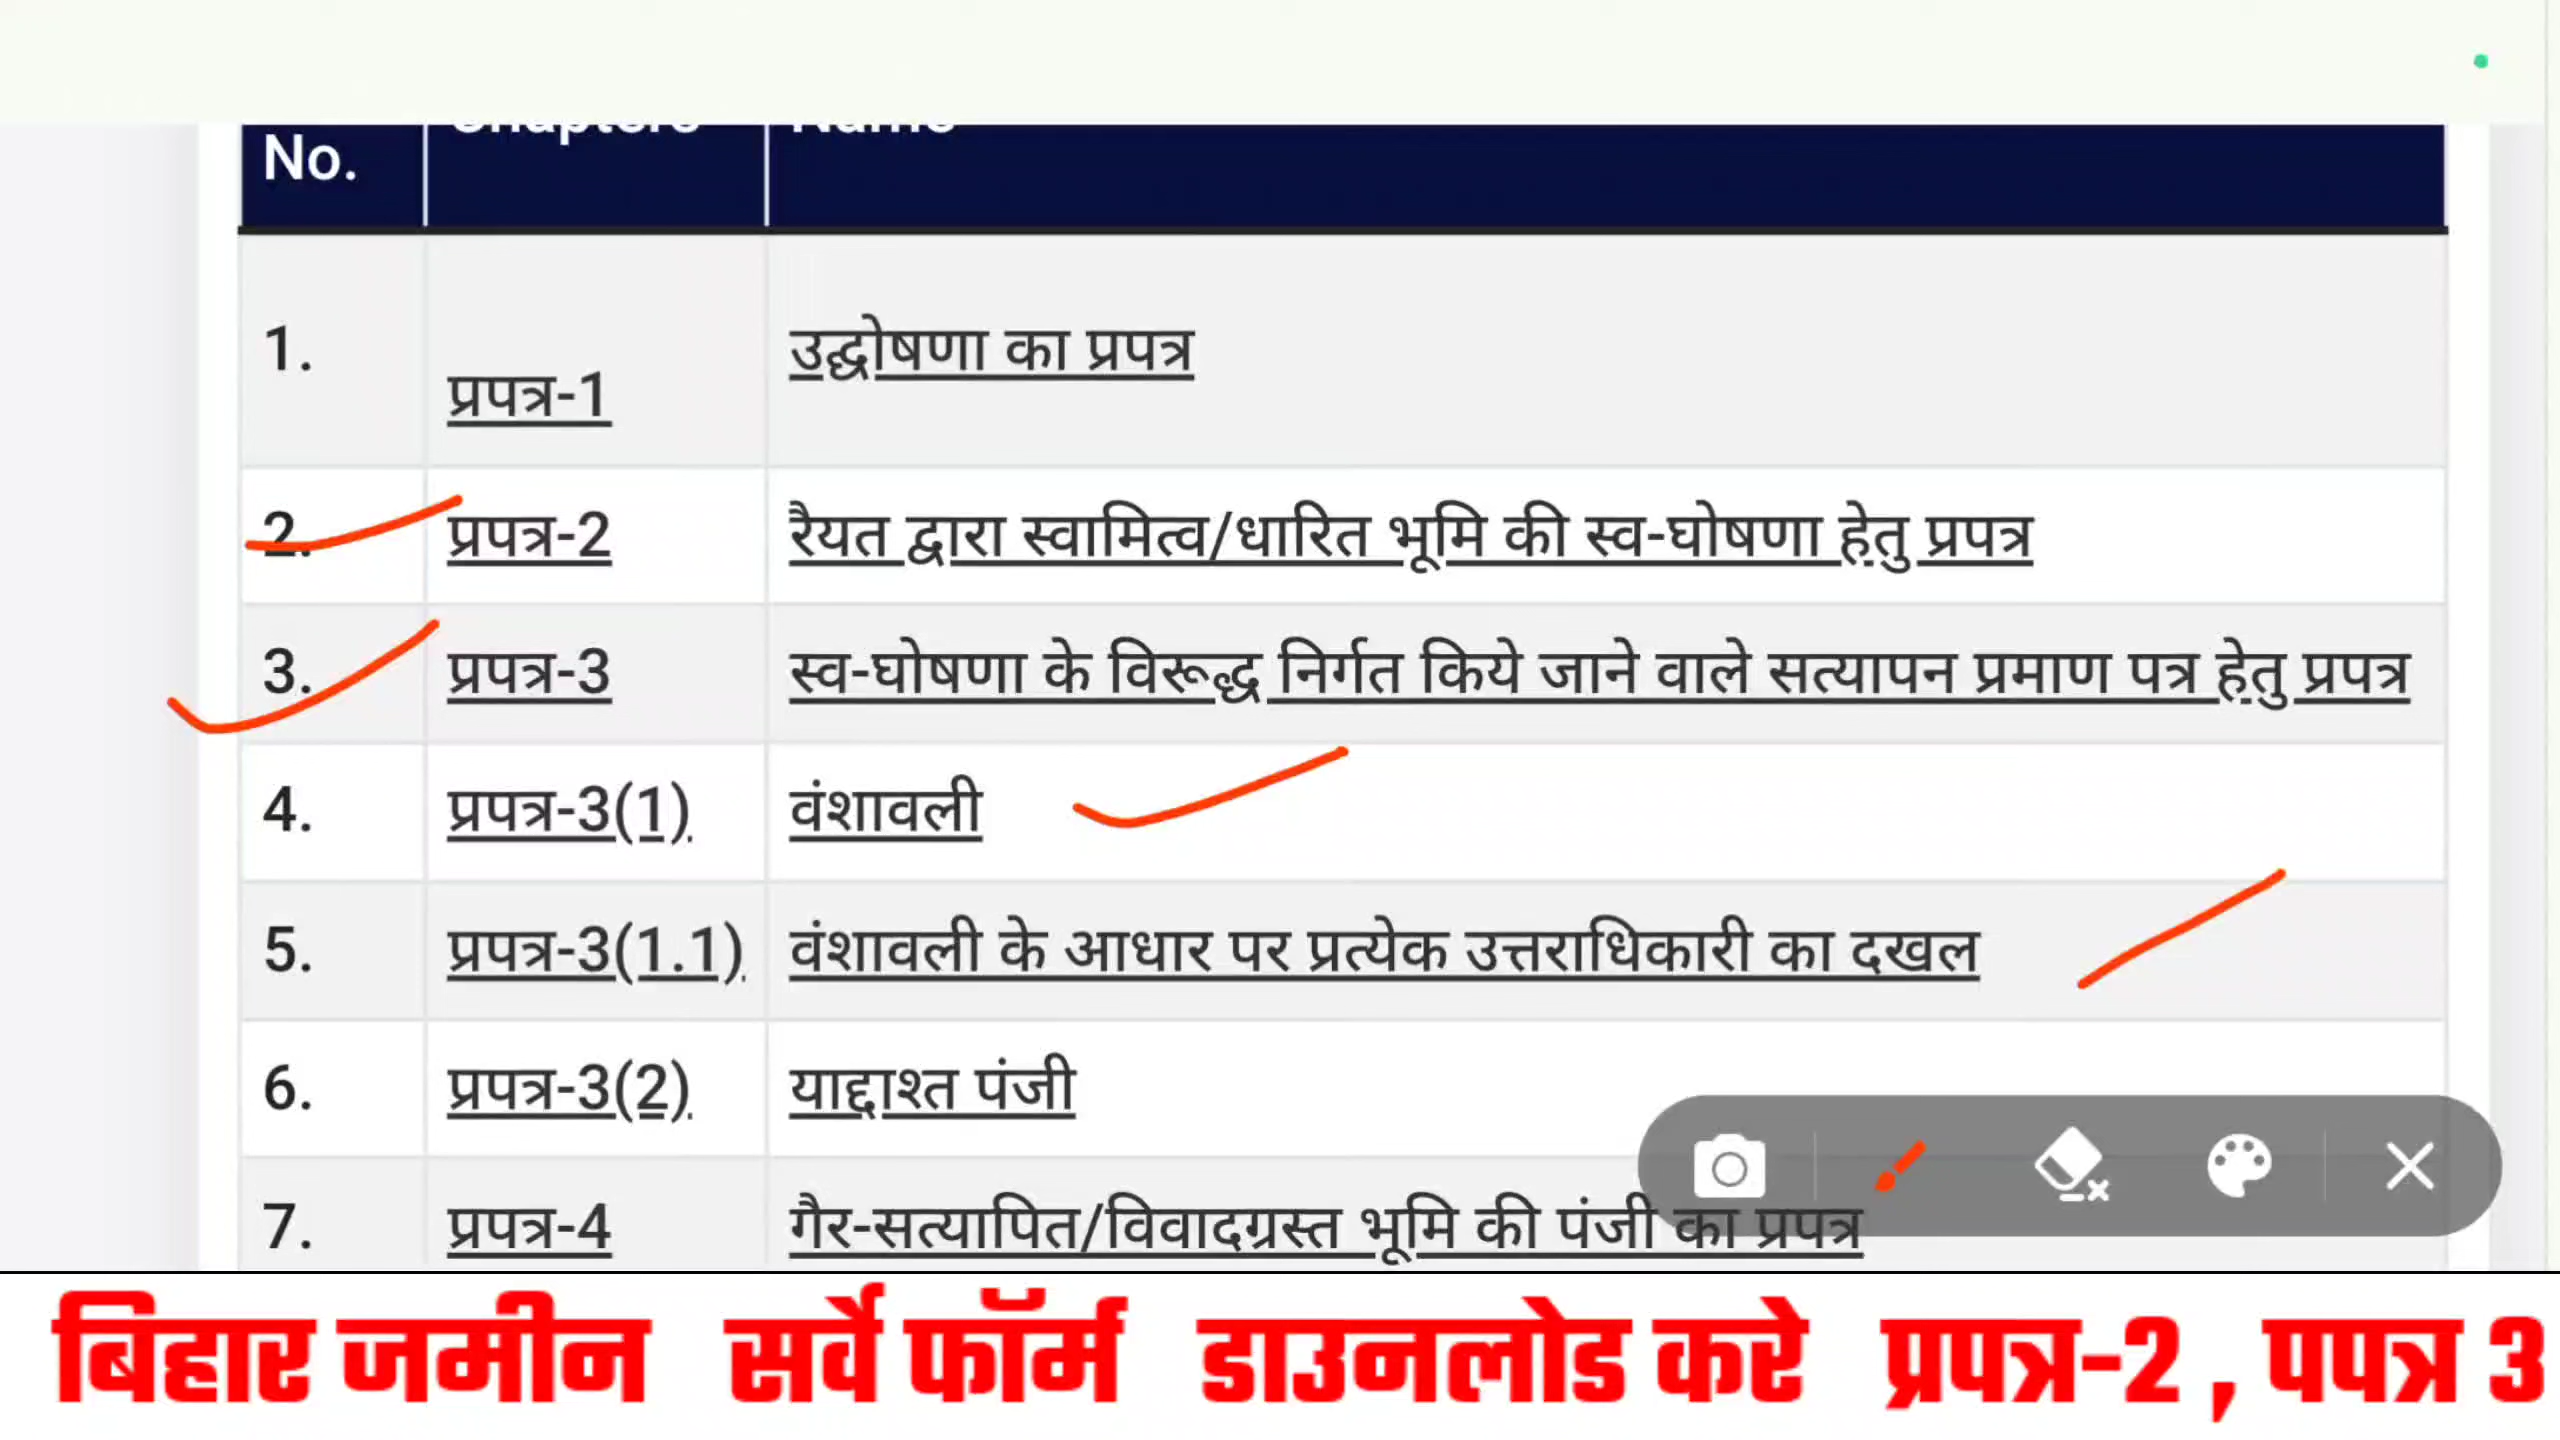 No. Chapters Name
1. प्रपत्र-1 उद्घोषणा का प्रपत्र
2. प्रपत्र-2 रैयत द्वारा स्वामित्व/धारित भूमि की स्व-घोषणा हेतु प्रपत्र
3. प्रपत्र-3 स्व-घोषणा के विरूद्ध निर्गत किये जाने वाले सत्यापन प्रमाण पत्र हेतु प्रपत्र
4. प्रपत्र-3(1) वंशावली
5. प्रपत्र-3(1.1) वंशावली के आधार पर प्रत्येक उत्तराधिकारी का दखल
6. प्रपत्र-3(2) याद्दाश्त पंजी
7. प्रपत्र-4 गैर-सत्यापित/विवादग्रस्त भूमि की पंजी का प्रपत्र
बिहार जमीन सर्वे फॉर्म डाउनलोड करे प्रपत्र-2 , पपत्र 3